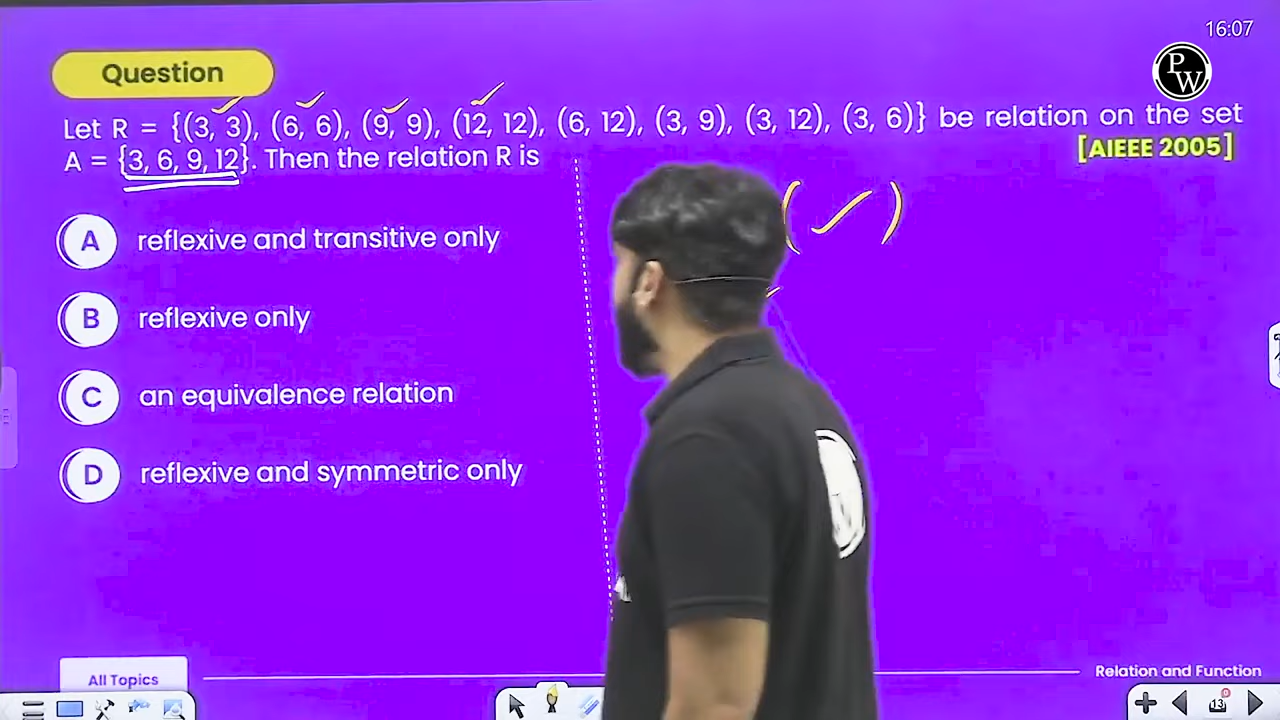 16:07
P
W
Question
Let R = {(3, 3), (6, 6), (9, 9), (12, 12), (6, 12), (3, 9), (3, 12), (3, 6)} be relation on the set
A = {3, 6, 9, 12}. Then the relation R is
[AIEEE 2005]
A reflexive and transitive only
B reflexive only
C an equivalence relation
D reflexive and symmetric only
All Topics
Relation and Function
13